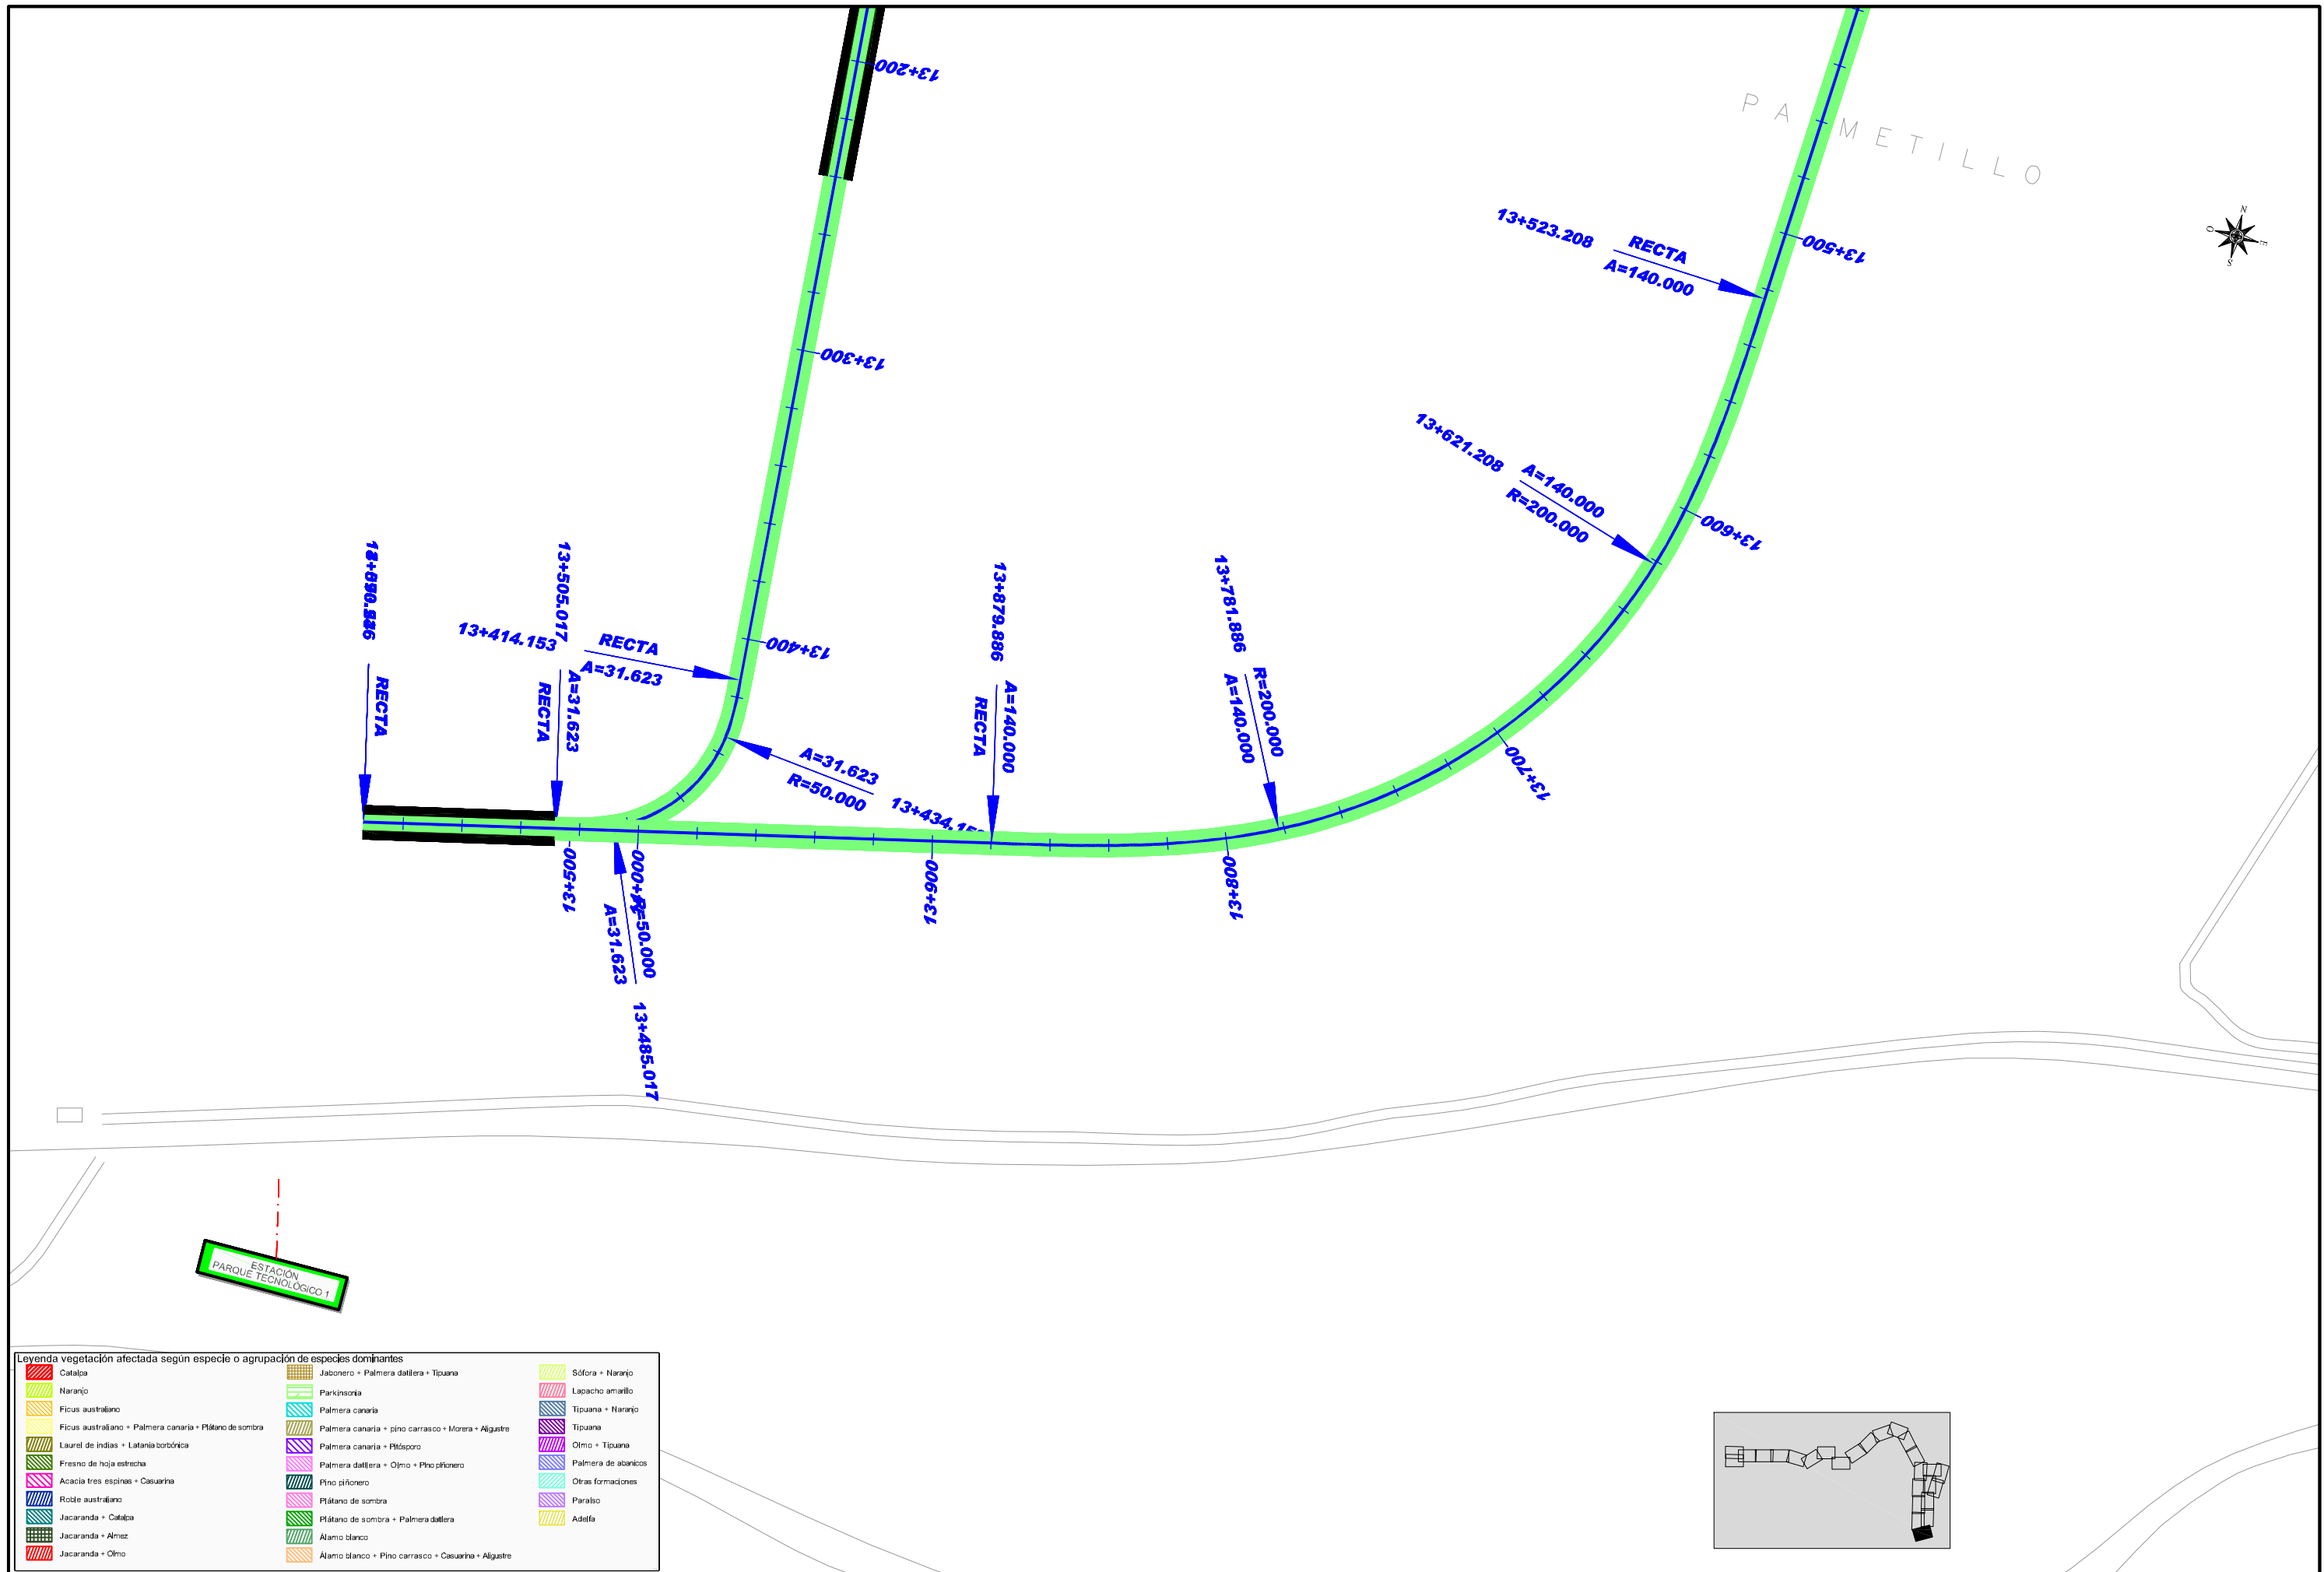 13+200
PALMETILLO
N
O
E
S
13+523.208
RECTA
A=140.000
13+500
13+300
13+621.208
A=140.000
R=200.000
13+600
13+505.017
RECTA
A=31.623
13+414.153
RECTA
A=31.623
13+400
RECTA
13+879.886
RECTA
A=140.000
13+781.886
A=140.000
R=200.000
13+700
A=31.623
R=50.000
13+434.15
13+500
13+900
13+800
A=31.623
R=50.000
13+485.017
ESTACIÓN
PARQUE TECNOLÓGICO 1
Leyenda vegetación afectada según especie o agrupación de especies dominantes
Catalpa
Naranjo
Ficus australiano
Ficus australiano + Palmera canaria + Plátano de sombra
Laurel de indias + Latania borbónica
Fresno de hoja estrecha
Acacia tres espinas + Casuarina
Roble australiano
Jacaranda + Catalpa
Jacaranda + Almez
Jacaranda + Olmo
Jabonero + Palmera datilera + Tipuana
Parkinsonia
Palmera canaria
Palmera canaria + pino carrasco + Morera + Aligustre
Palmera canaria + Pitósporo
Palmera datilera + Olmo + Pino piñonero
Pino piñonero
Plátano de sombra
Plátano de sombra + Palmera datilera
Álamo blanco
Álamo blanco + Pino carrasco + Casuarina + Aligustre
Sófora + Naranjo
Lapacho amarillo
Tipuana + Naranjo
Tipuana
Olmo + Tipuana
Palmera de abanicos
Otras formaciones
Paraíso
Adelfa